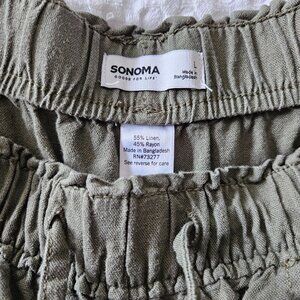 SONOMA
GOODS FOR LIFE
L
Made in
Bangladesh
55% Linen,
45% Rayon
Made in Bangladesh
RN#73277
See reverse for care